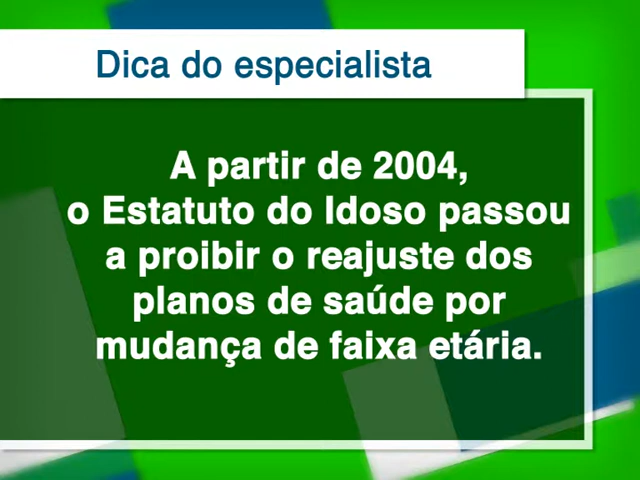 Dica do especialista
A partir de 2004,
o Estatuto do Idoso passou
a proibir o reajuste dos
planos de saúde por
mudança de faixa etária.